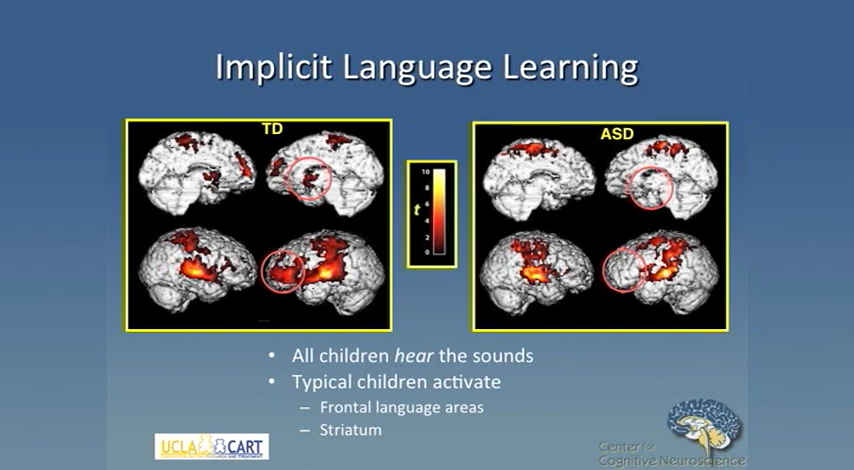 Implicit Language Learning
TD
ASD
10
8
6
4
2
0
t
• All children hear the sounds
• Typical children activate
– Frontal language areas
– Striatum
UCLA CART
Center for
Cognitive Neuroscience